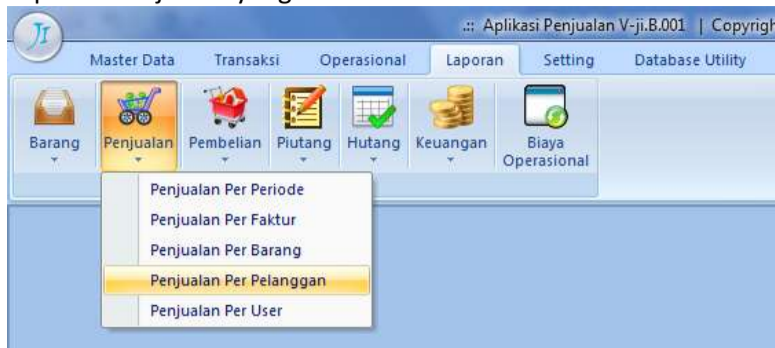 JI
.:: Aplikasi Penjualan V-ji.B.001 | Copyrigh
Master Data Transaksi Operasional Laporan Setting Database Utility
Barang Penjualan Pembelian Piutang Hutang Keuangan Biaya Operasional
Penjualan Per Periode
Penjualan Per Faktur
Penjualan Per Barang
Penjualan Per Pelanggan
Penjualan Per User